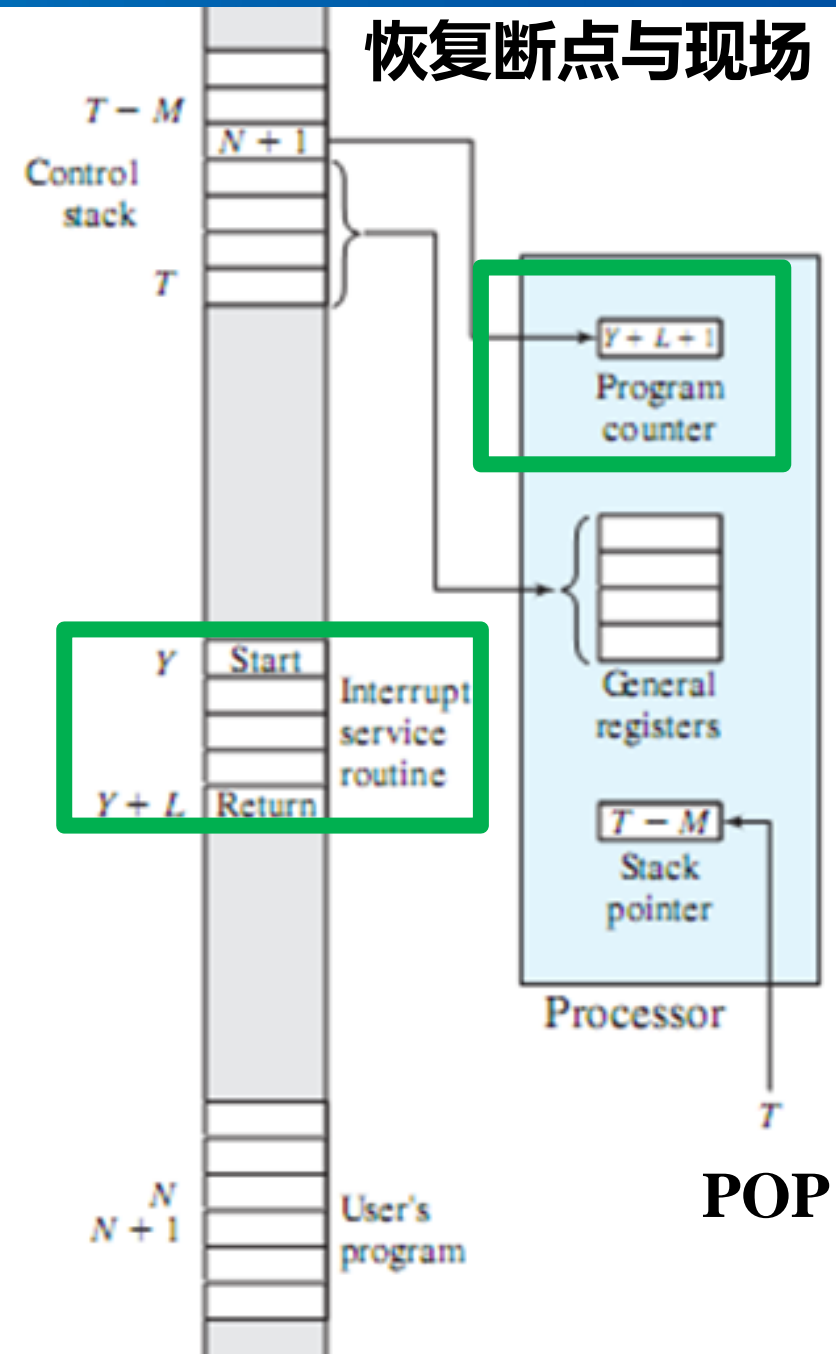 恢复断点与现场
T − M
N + 1
Control
stack
T
Y + L + 1
Program
counter
Y
Start
Interrupt
service
routine
Y + L
Return
General
registers
T − M
Stack
pointer
Processor
T
POP
N
N + 1
User's
program